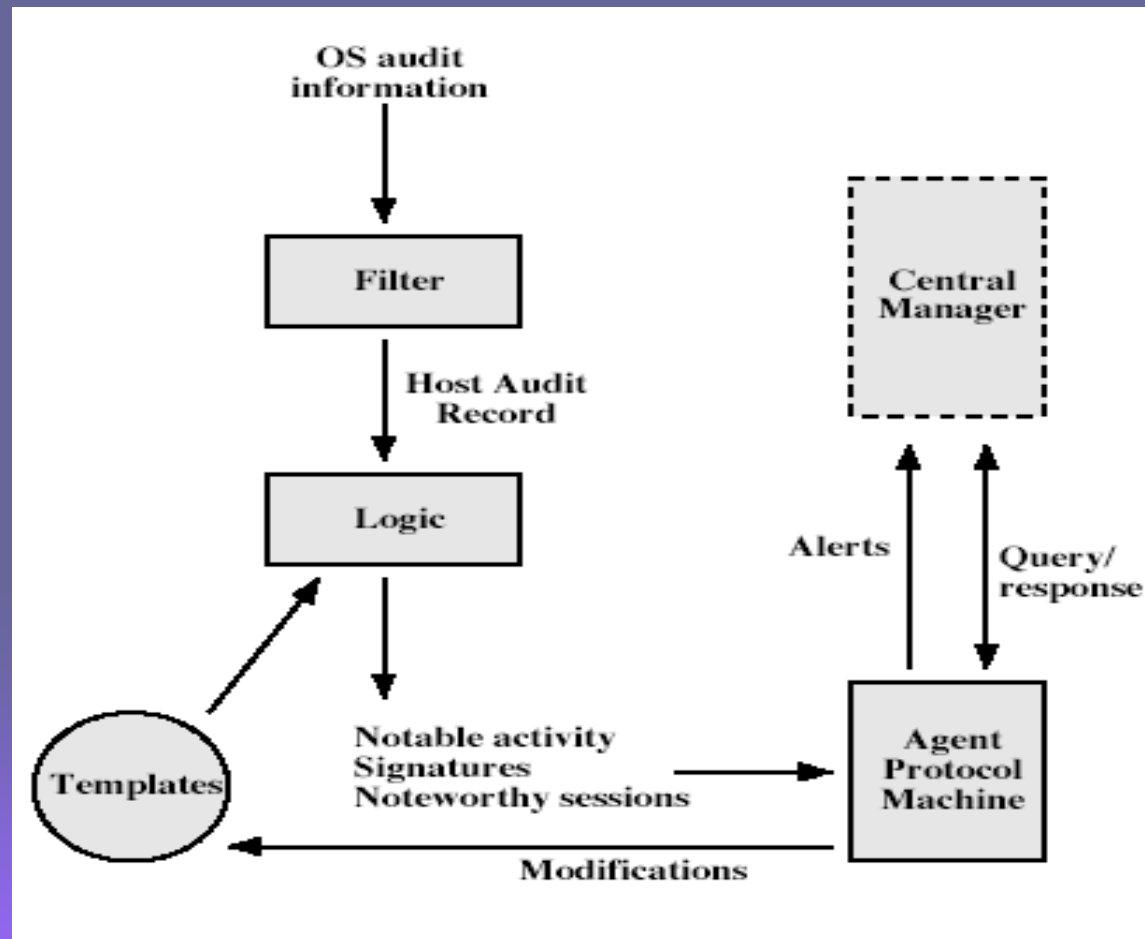 OS audit
information
Filter
Host Audit
Record
Logic
Central
Manager
Alerts
Query/
response
Templates
Notable activity
Signatures
Noteworthy sessions
Agent
Protocol
Machine
Modifications